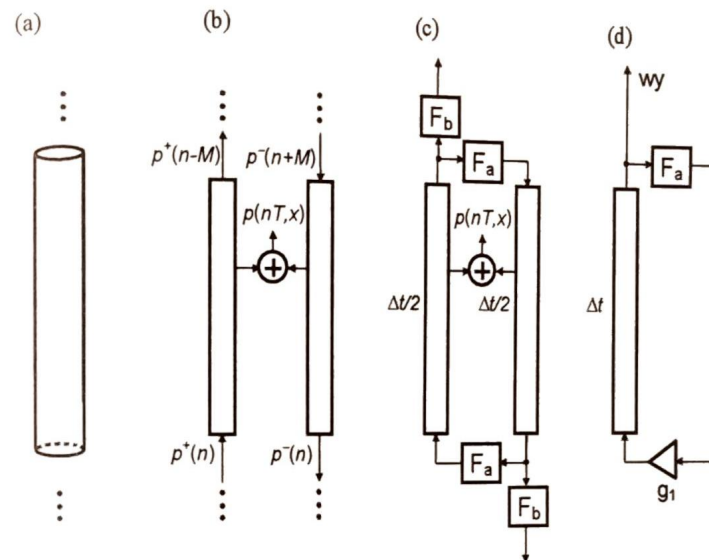 (a)
(b)
(c)
(d)
p⁺(n-M)
p⁻(n+M)
p(nT,x)
p⁺(n)
p⁻(n)
F_b
F_a
p(nT,x)
Δt/2
Δt/2
F_a
F_b
wy
F_a
Δt
g₁